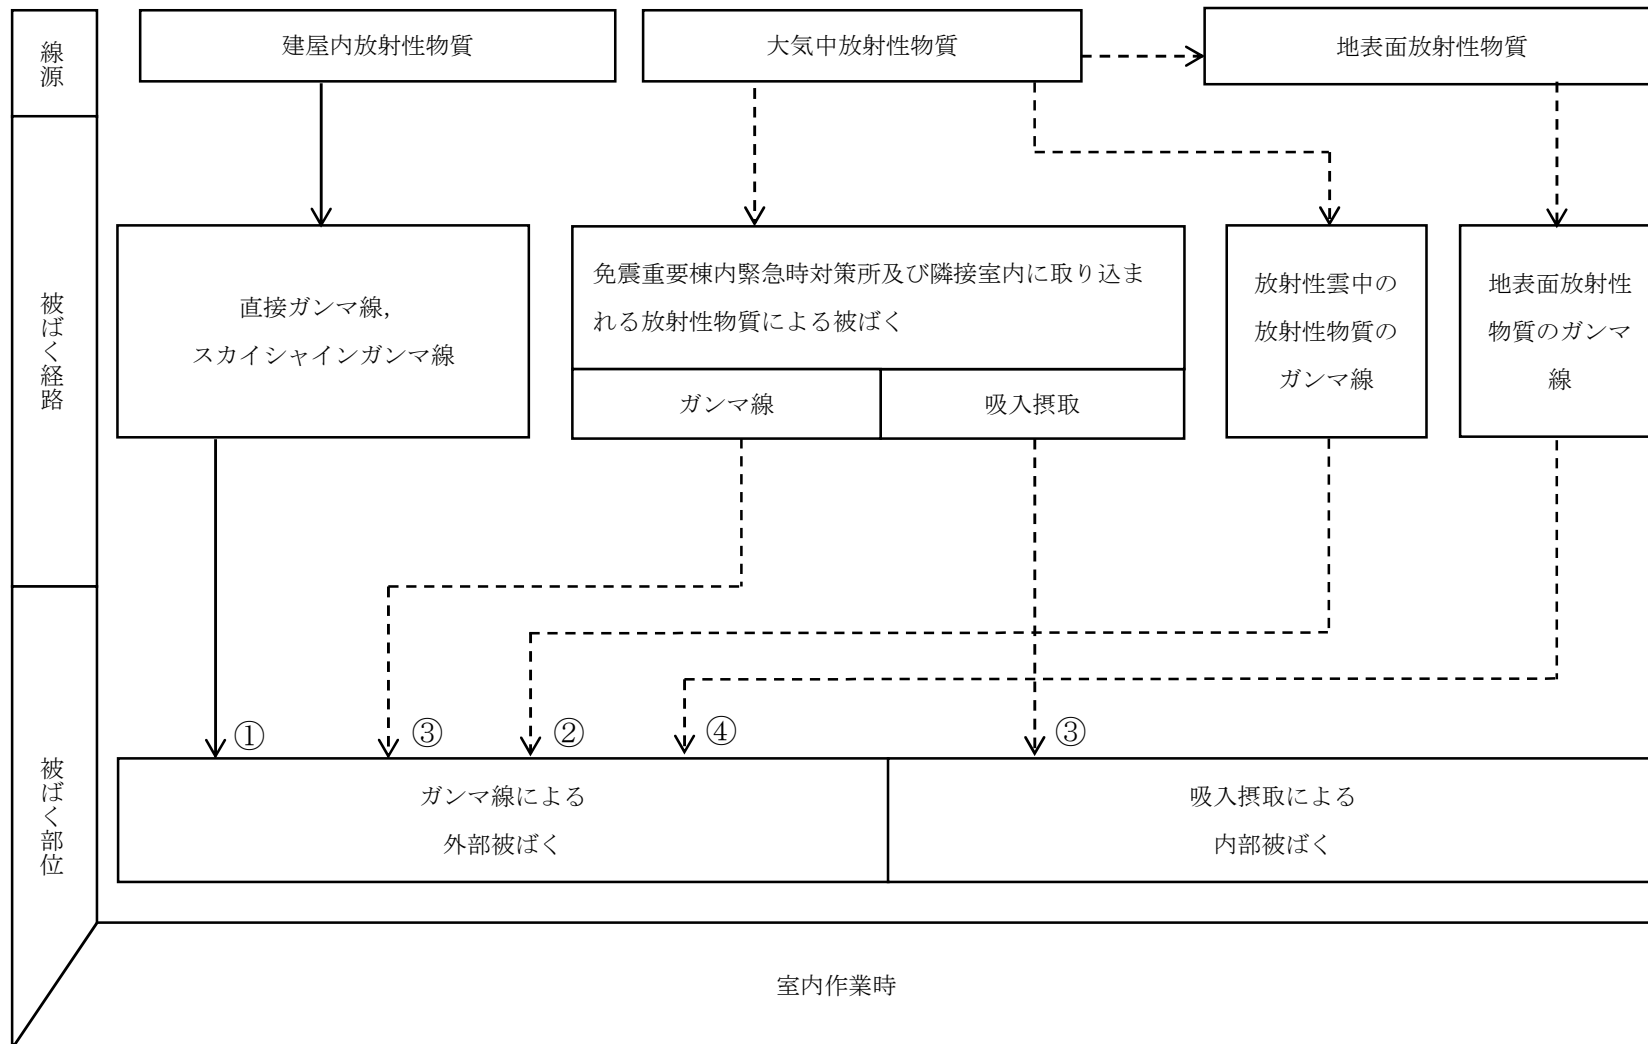 線源
建屋内放射性物質
大気中放射性物質
地表面放射性物質
被ばく経路
直接ガンマ線,
スカイシャインガンマ線
免震重要棟内緊急時対策所及び隣接室内に取り込ま
れる放射性物質による被ばく
ガンマ線
吸入摂取
放射性雲中の
放射性物質の
ガンマ線
地表面放射性
物質のガンマ
線
被ばく部位
①
③
②
④
③
ガンマ線による
外部被ばく
吸入摂取による
内部被ばく
室内作業時